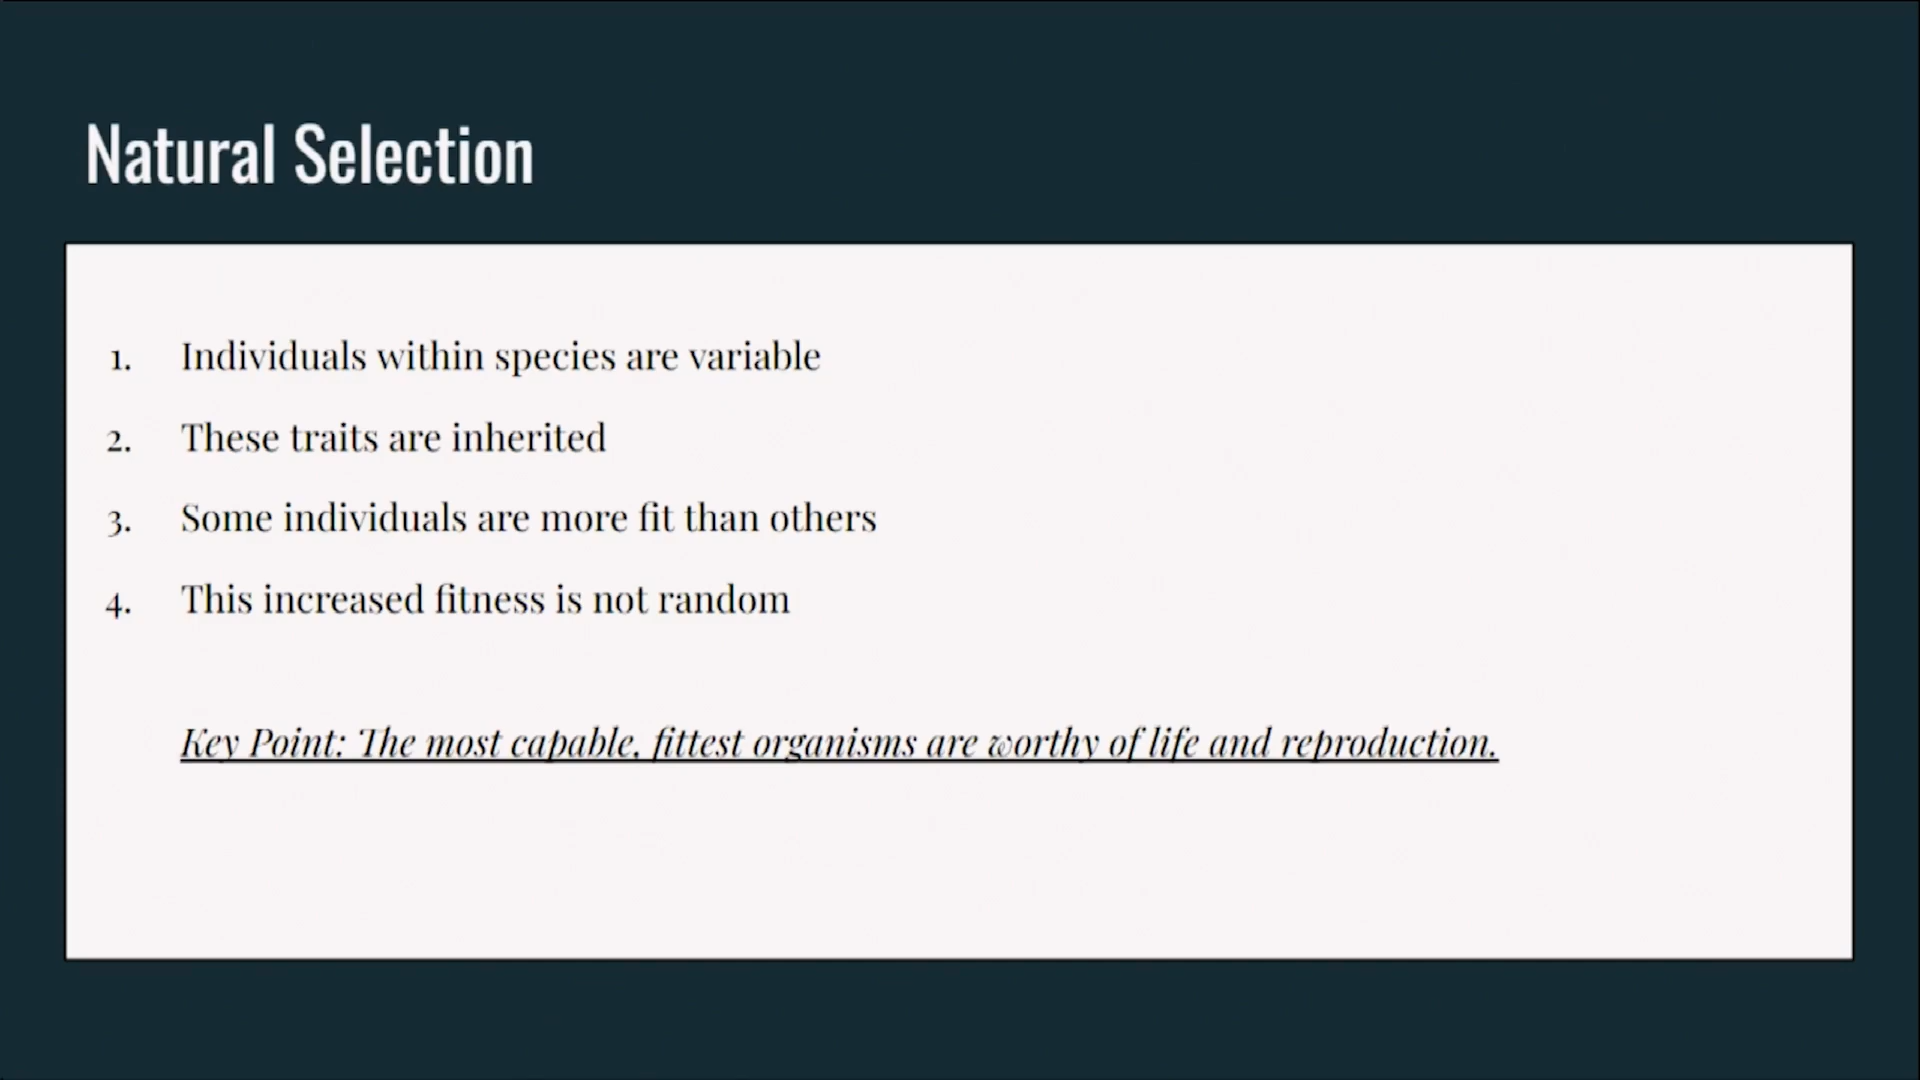 Natural Selection
1. Individuals within species are variable
2. These traits are inherited
3. Some individuals are more fit than others
4. This increased fitness is not random
Key Point: The most capable, fittest organisms are worthy of life and reproduction.